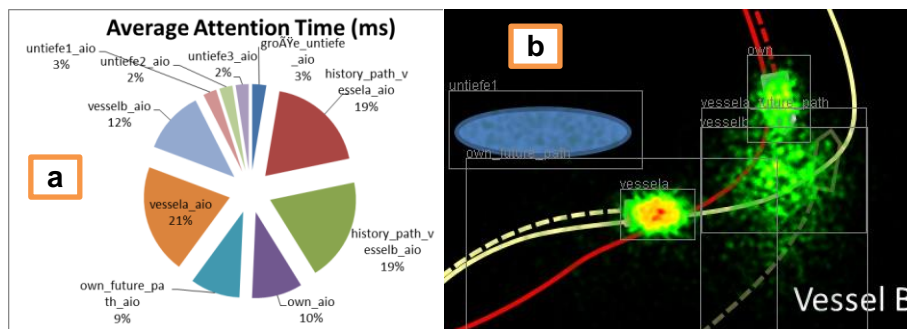 Average Attention Time (ms)
untiefe1_aio
3%
untiefe2_aio
2%
untiefe3_aio
2%
groÃŸe_untiefe
_aio
3%
history_path_v
essela_aio
19%
history_path_v
esselb_aio
19%
own_aio
10%
own_future_pa
th_aio
9%
vessela_aio
21%
vesselb_aio
12%
a
b
own
untiefe1
vessela_future_path
vesselb
own_future_path
vessela
Vessel B